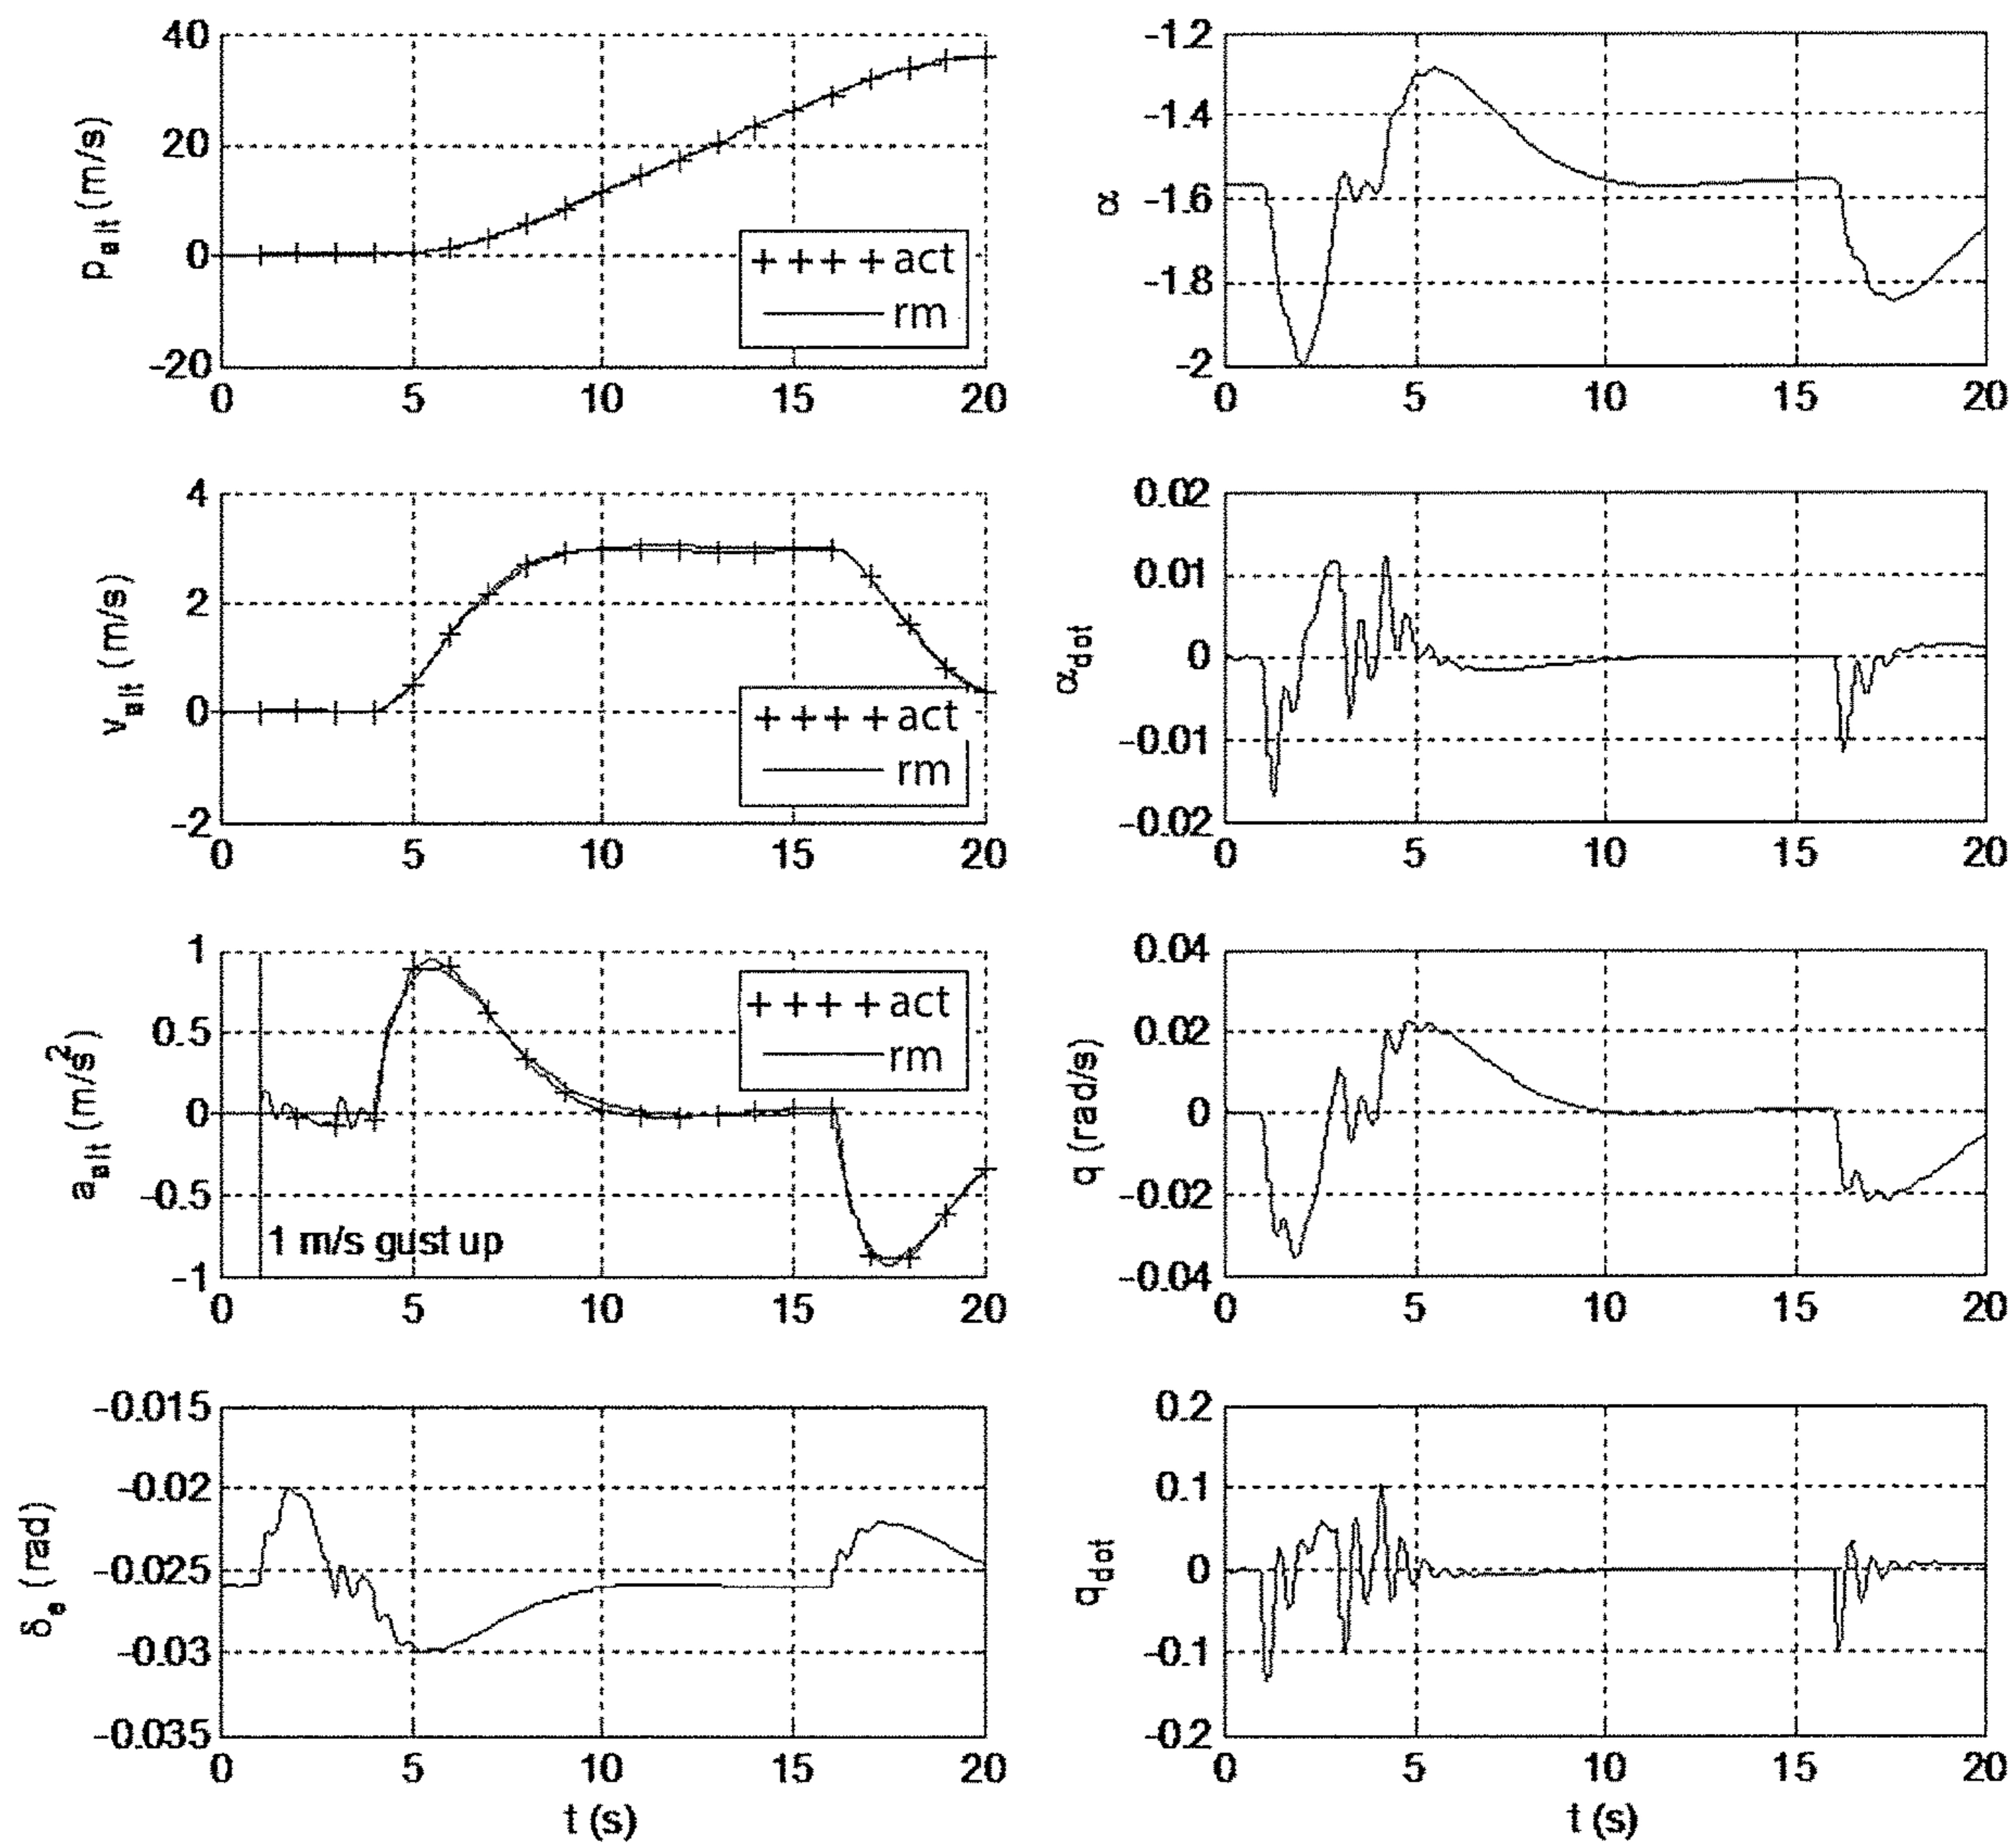 40
20
0
-20
p_alt (m/s)
++++ act
rm
0 5 10 15 20
-1.2
-1.4
-1.6
-1.8
-2
α
0 5 10 15 20
4
2
0
-2
v_alt (m/s)
++++ act
rm
0 5 10 15 20
0.02
0.01
0
-0.01
-0.02
α_dot
0 5 10 15 20
1
0.5
0
-0.5
-1
a_alt (m/s²)
++++ act
rm
1 m/s gust up
0 5 10 15 20
0.04
0.02
0
-0.02
-0.04
q (rad/s)
0 5 10 15 20
-0.015
-0.02
-0.025
-0.03
-0.035
δ_e (rad)
0 5 10 15 20
t (s)
0.2
0.1
0
-0.1
-0.2
q_dot
0 5 10 15 20
t (s)